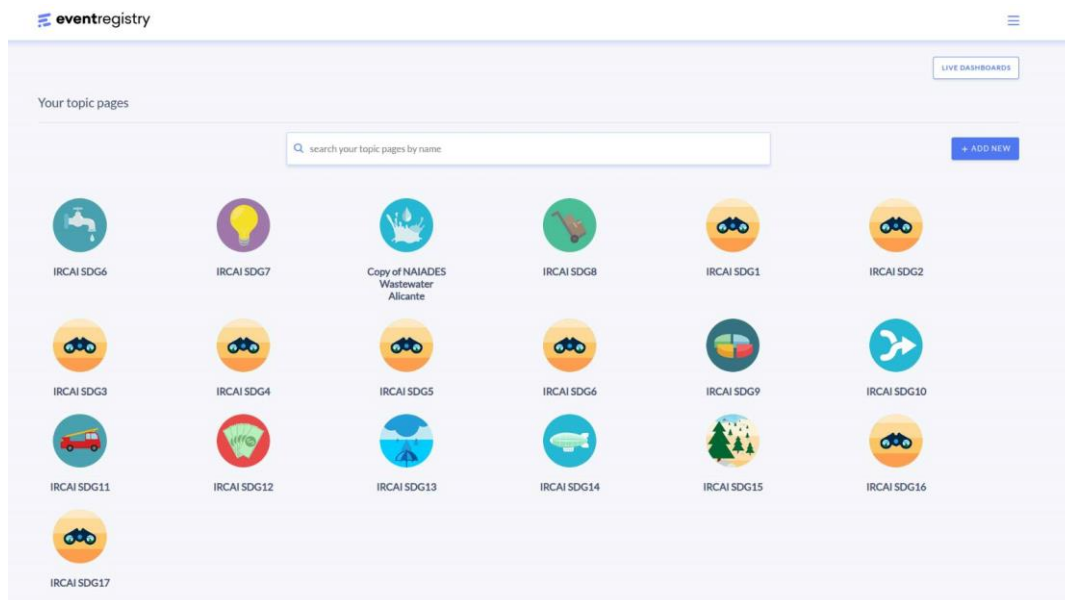 eventregistry
LIVE DASHBOARDS
Your topic pages
search your topic pages by name
+ ADD NEW
IRCAI SDG6
IRCAI SDG7
Copy of NAIADES
Wastewater
Alicante
IRCAI SDG8
IRCAI SDG1
IRCAI SDG2
IRCAI SDG3
IRCAI SDG4
IRCAI SDG5
IRCAI SDG6
IRCAI SDG9
IRCAI SDG10
IRCAI SDG11
IRCAI SDG12
IRCAI SDG13
IRCAI SDG14
IRCAI SDG15
IRCAI SDG16
IRCAI SDG17